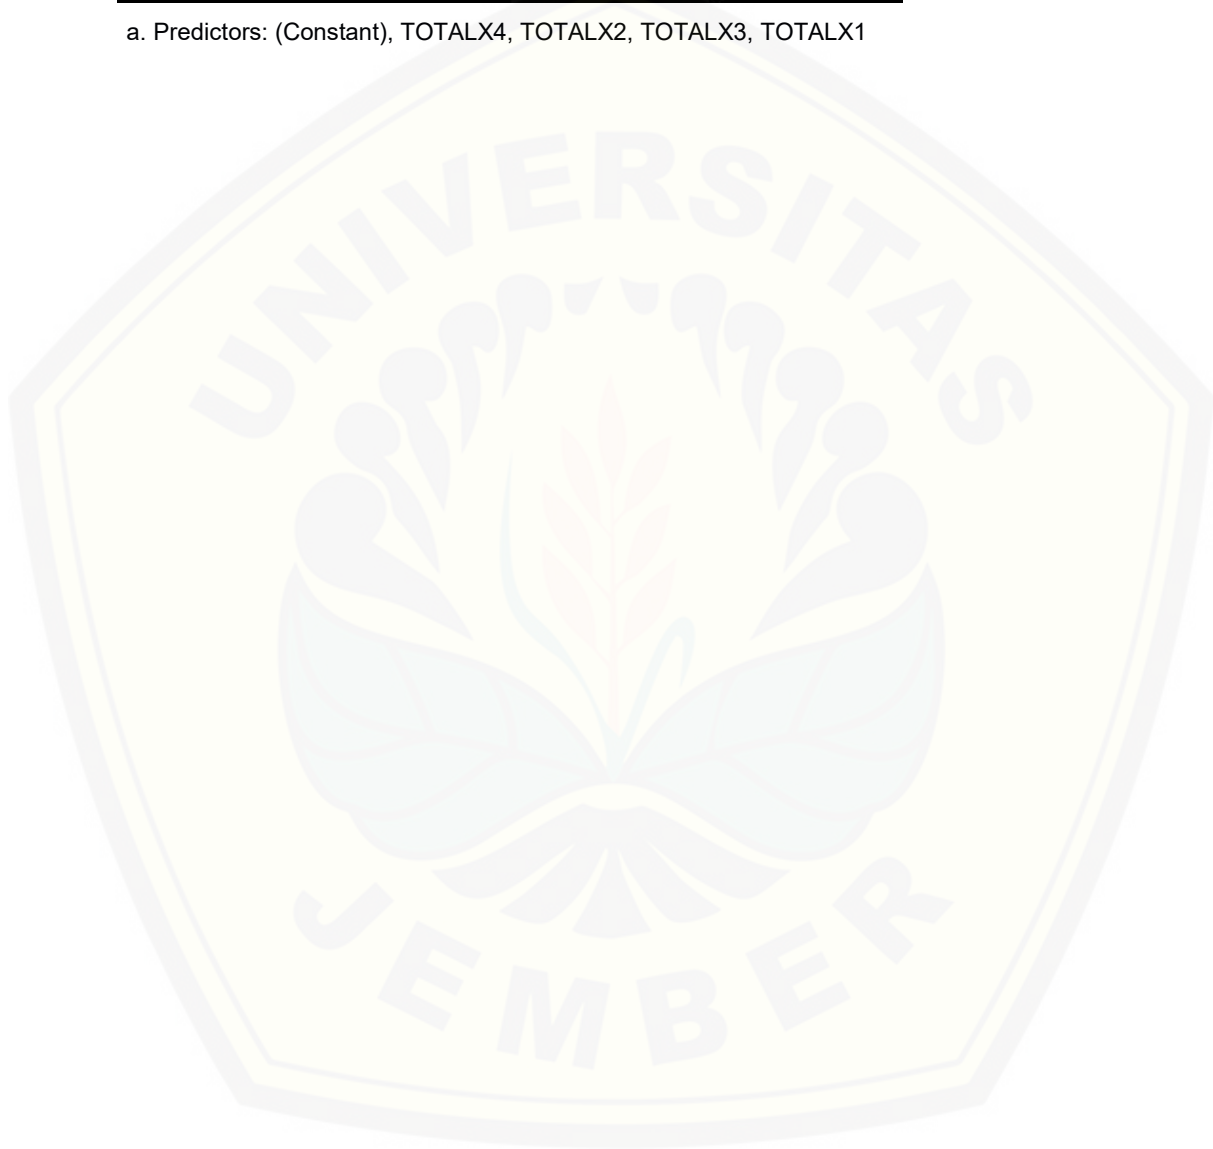 a. Predictors: (Constant), TOTALX4, TOTALX2, TOTALX3, TOTALX1
UNIVERSITAS
JEMBER